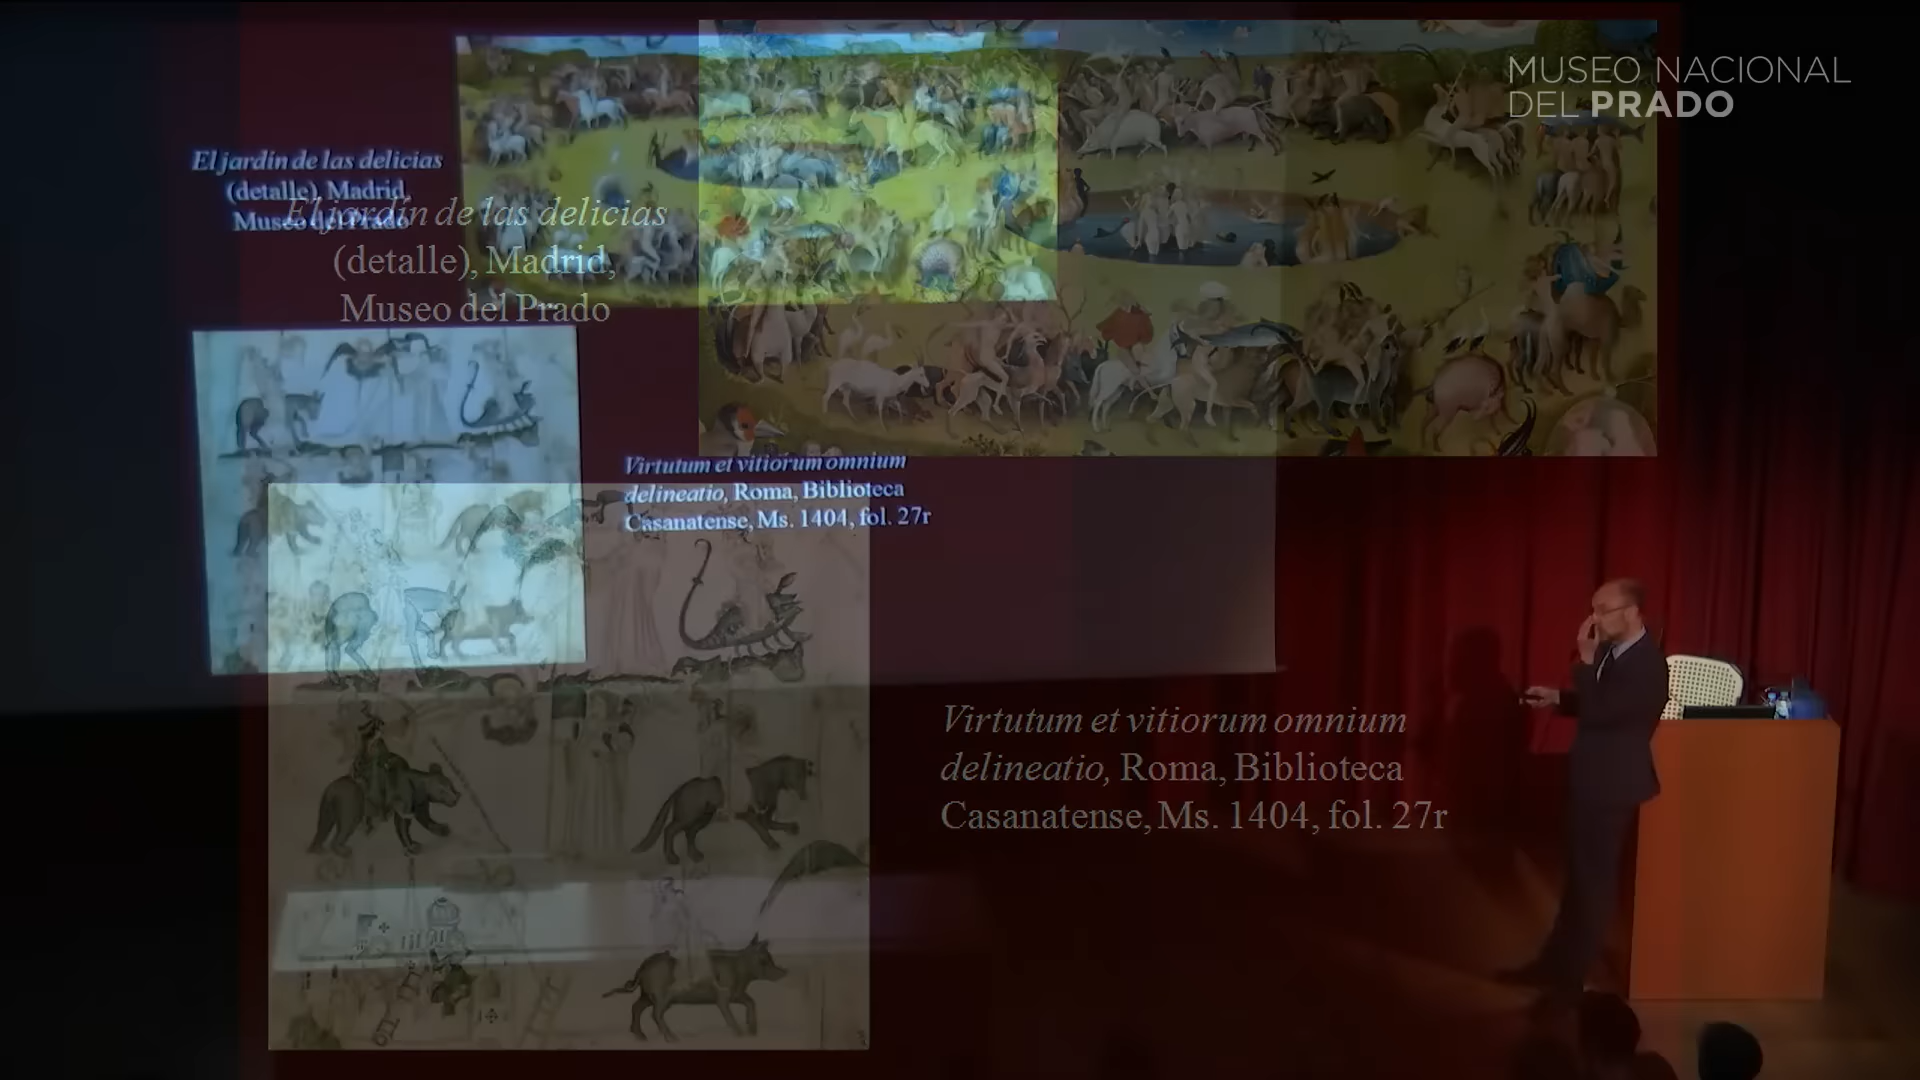 MUSEO NACIONAL
DEL PRADO
El jardín de las delicias
(detalle), Madrid,
Museo del Prado
El jardín de las delicias
(detalle), Madrid,
Museo del Prado
Virtutum et vitiorum omnium
delineatio, Roma, Biblioteca
Casanatense, Ms. 1404, fol. 27r
Virtutum et vitiorum omnium
delineatio, Roma, Biblioteca
Casanatense, Ms. 1404, fol. 27r